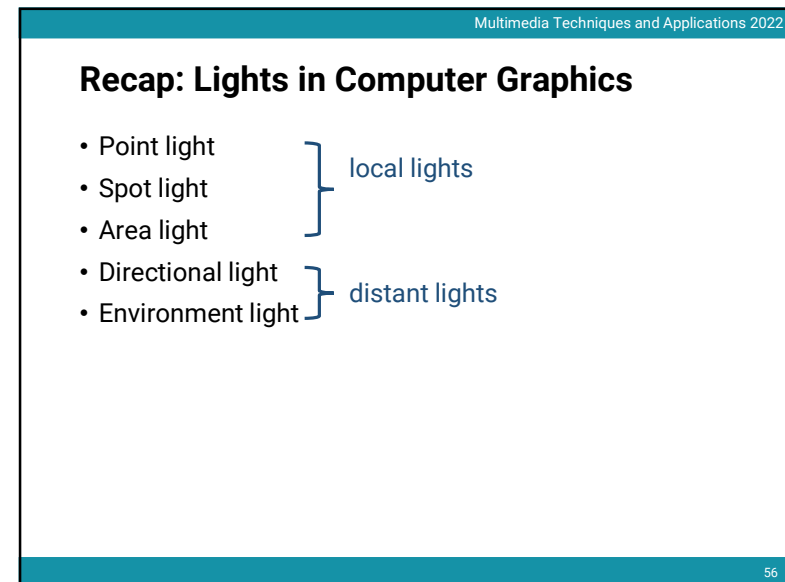 Multimedia Techniques and Applications 2022
Recap: Lights in Computer Graphics
• Point light
• Spot light
• Area light
local lights
• Directional light
• Environment light
distant lights
56